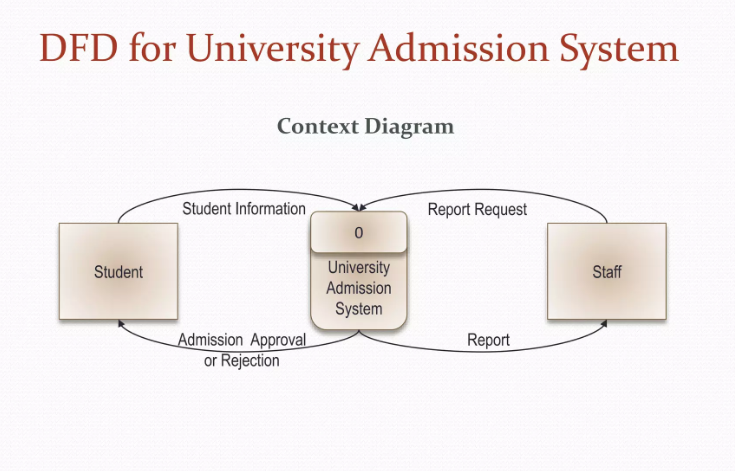 DFD for University Admission System
Context Diagram
Student Information
Report Request
0
Student
University
Admission
System
Staff
Admission Approval
or Rejection
Report